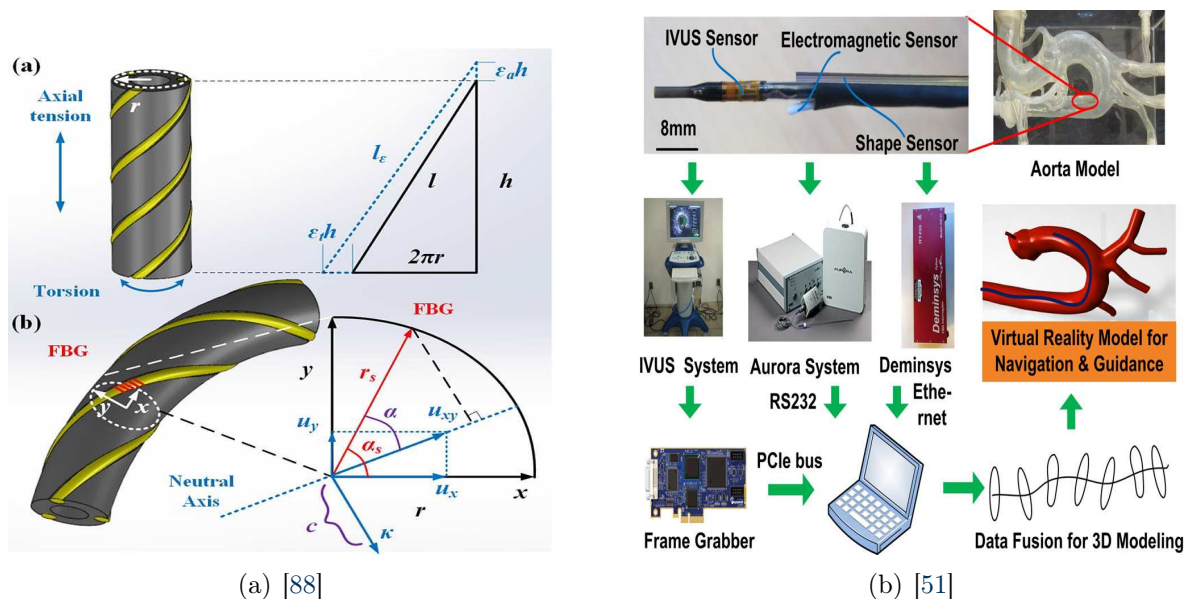 (a)
Axial
tension
r
Torsion
ε_a h
l_ε
l
h
ε_t h
2πr
(b)
FBG
y
x
Neutral
Axis
FBG
y
r_s
u_y
α
u_xy
α_s
u_x
x
r
c
κ
(a) [88]
IVUS Sensor
Electromagnetic Sensor
8mm
Shape Sensor
Aorta Model
AURORA
Deminsys
IVUS System
Aurora System
Deminsys
RS232
Ethe-
rnet
Virtual Reality Model for
Navigation & Guidance
PCIe bus
Frame Grabber
Data Fusion for 3D Modeling
(b) [51]